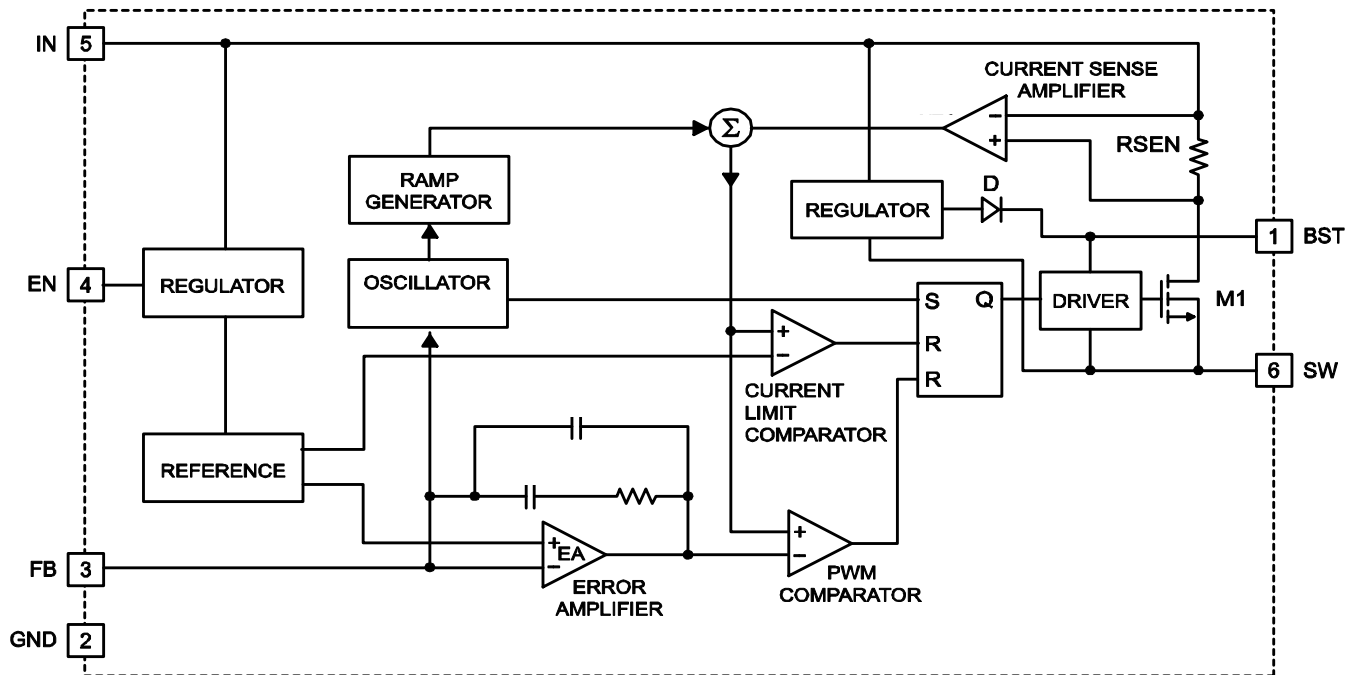 IN 5
CURRENT SENSE
AMPLIFIER
Σ
−
+
RSEN
RAMP
GENERATOR
REGULATOR
D
1 BST
EN 4
REGULATOR
OSCILLATOR
S Q
R
R
DRIVER
M1
+
−
CURRENT
LIMIT
COMPARATOR
6 SW
REFERENCE
+
−
EA
ERROR
AMPLIFIER
+
−
PWM
COMPARATOR
FB 3
GND 2